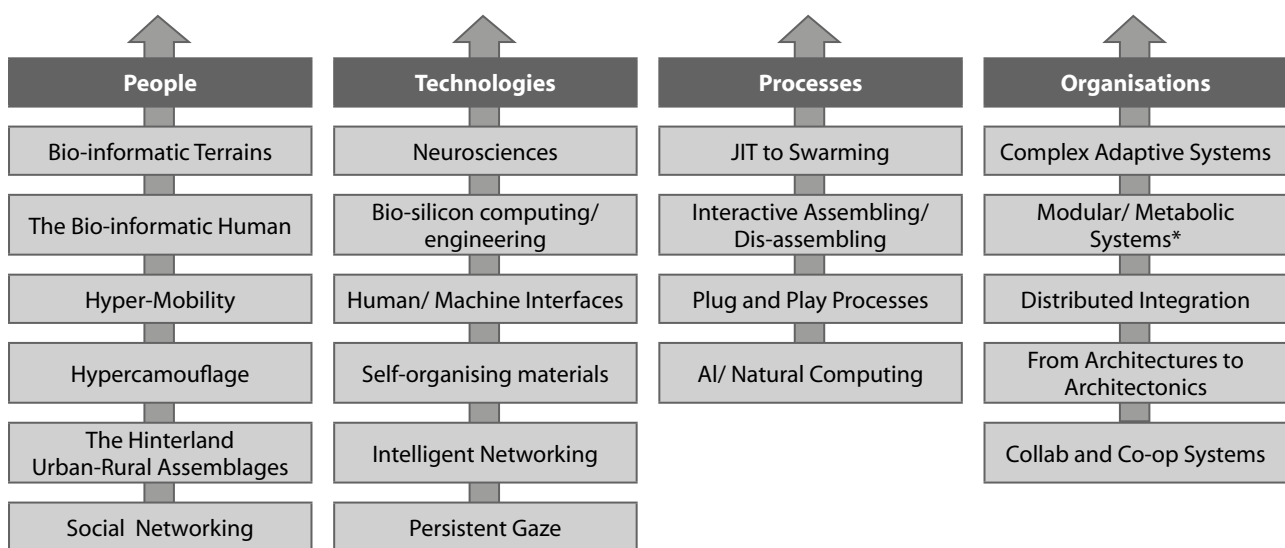 People
Bio-informatic Terrains
The Bio-informatic Human
Hyper-Mobility
Hypercamouflage
The Hinterland
Urban-Rural Assemblages
Social Networking
Technologies
Neurosciences
Bio-silicon computing/
engineering
Human/ Machine Interfaces
Self-organising materials
Intelligent Networking
Persistent Gaze
Processes
JIT to Swarming
Interactive Assembling/
Dis-assembling
Plug and Play Processes
Al/ Natural Computing
Organisations
Complex Adaptive Systems
Modular/ Metabolic
Systems*
Distributed Integration
From Architectures to
Architectonics
Collab and Co-op Systems